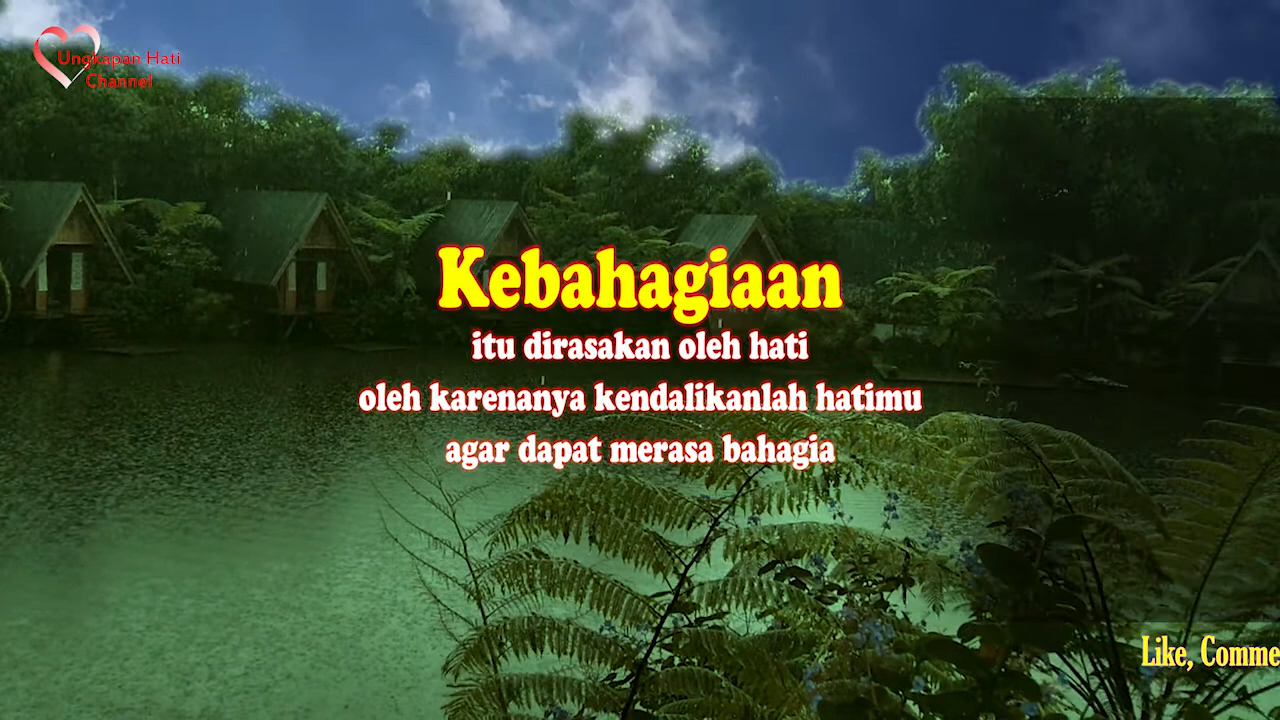 Ungkapan Hati
Channel
Kebahagiaan
itu dirasakan oleh hati
oleh karenanya kendalikanlah hatimu
agar dapat merasa bahagia
Like, Comme